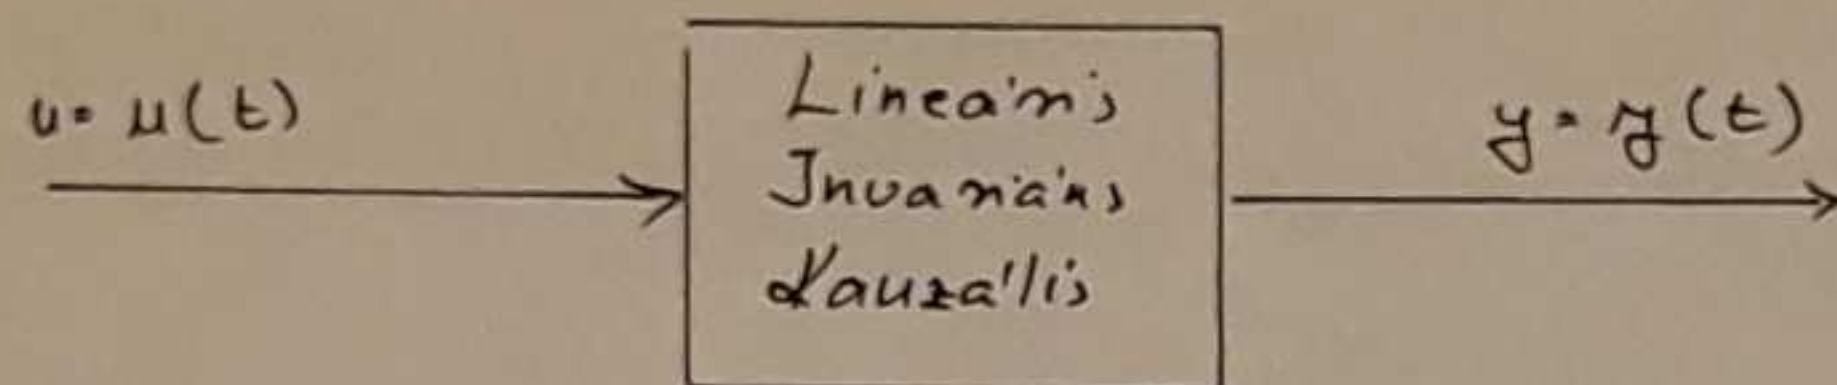 u = u(t)
Lineáris
Invariáns
Kauzális
y = y(t)